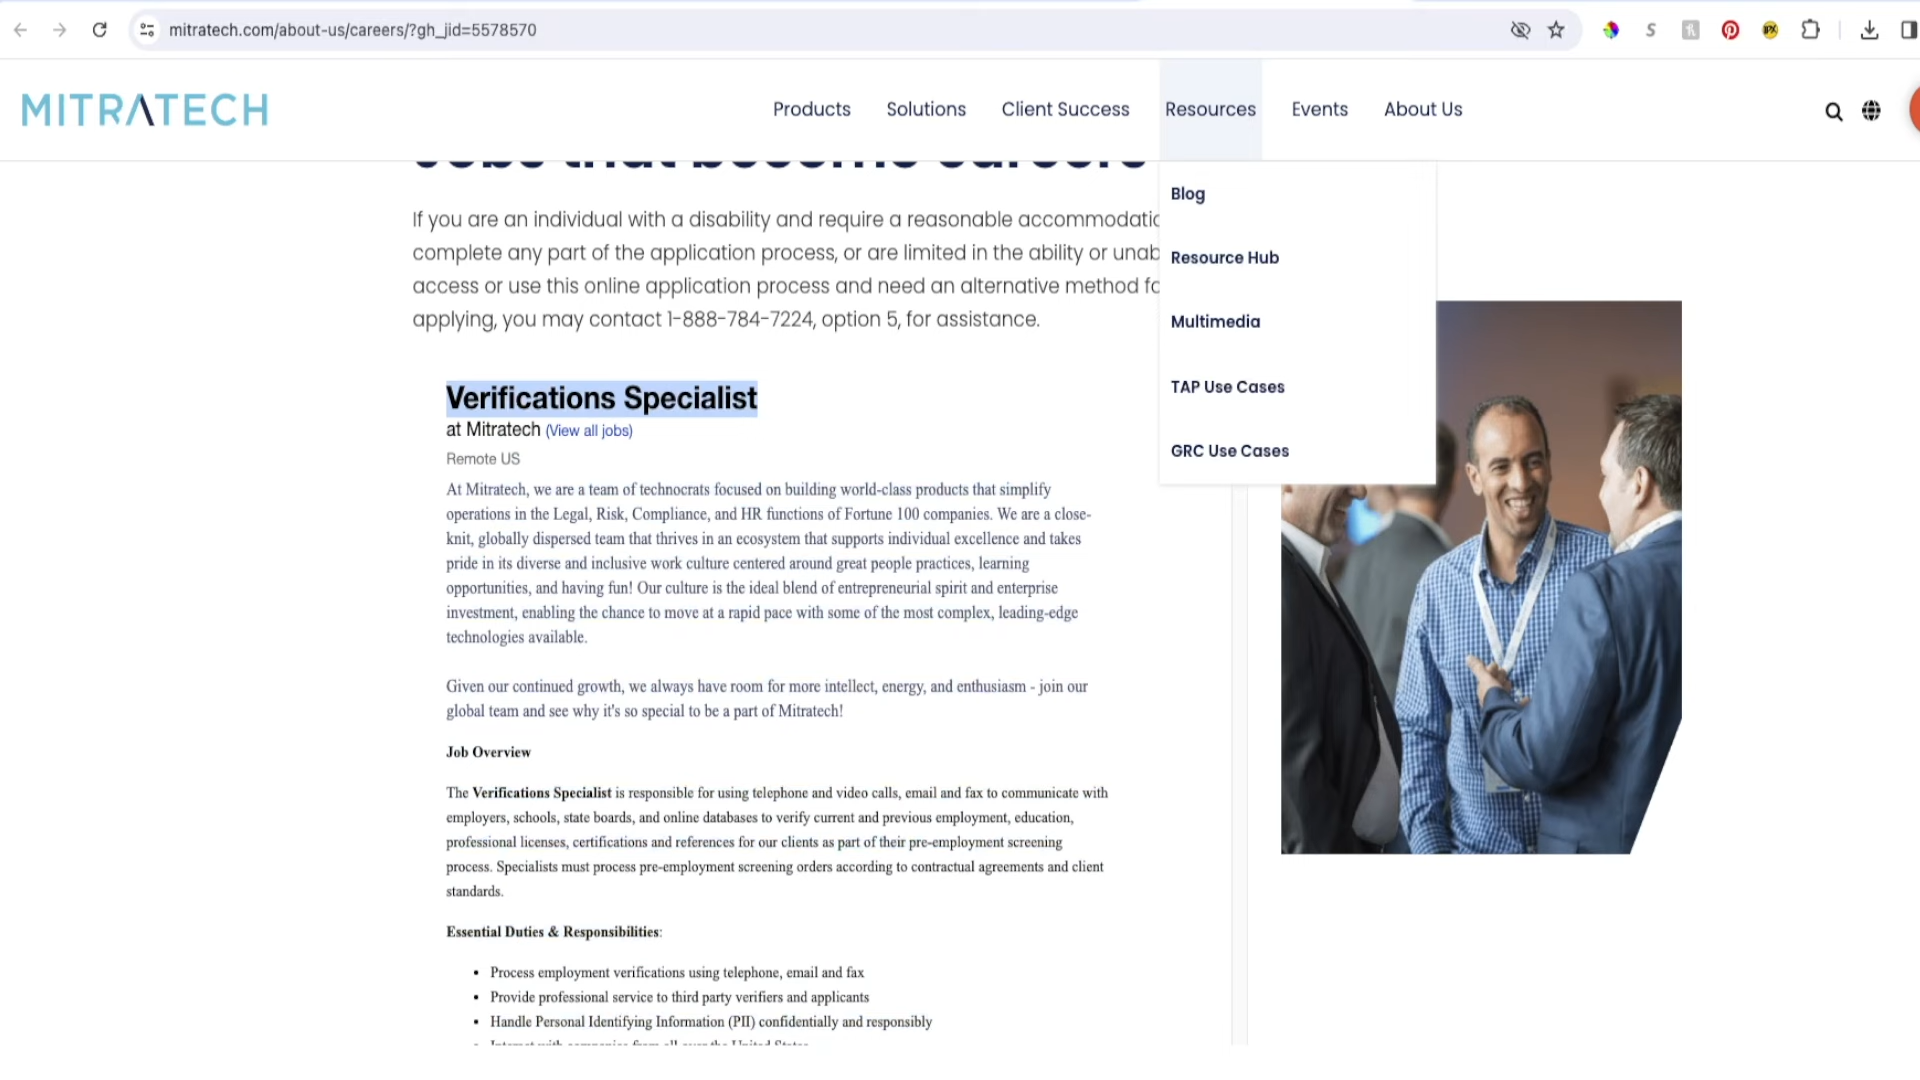 mitratech.com/about-us/careers/?gh_jid=5578570
MITRATECH
Products Solutions Client Success Resources Events About Us
Jobs that become careers
Blog
Resource Hub
Multimedia
TAP Use Cases
GRC Use Cases
If you are an individual with a disability and require a reasonable
complete any part of the application process, or are limited in the ability or
access or use this online application process and need an alternative method
applying, you may contact 1-888-784-7224, option 5, for assistance.
Verifications Specialist
at Mitratech (View all jobs)
Remote US
At Mitratech, we are a team of technocrats focused on building world-class products that simplify
operations in the Legal, Risk, Compliance, and HR functions of Fortune 100 companies. We are a close-
knit, globally dispersed team that thrives in an ecosystem that supports individual excellence and takes
pride in its diverse and inclusive work culture centered around great people practices, learning
opportunities, and having fun! Our culture is the ideal blend of entrepreneurial spirit and enterprise
investment, enabling the chance to move at a rapid pace with some of the most complex, leading-edge
technologies available.
Given our continued growth, we always have room for more intellect, energy, and enthusiasm - join our
global team and see why it's so special to be a part of Mitratech!
Job Overview
The Verifications Specialist is responsible for using telephone and video calls, email and fax to communicate with
employers, schools, state boards, and online databases to verify current and previous employment, education,
professional licenses, certifications and references for our clients as part of their pre-employment screening
process. Specialists must process pre-employment screening orders according to contractual agreements and client
standards.
Essential Duties & Responsibilities:
• Process employment verifications using telephone, email and fax
• Provide professional service to third party verifiers and applicants
• Handle Personal Identifying Information (PII) confidentially and responsibly